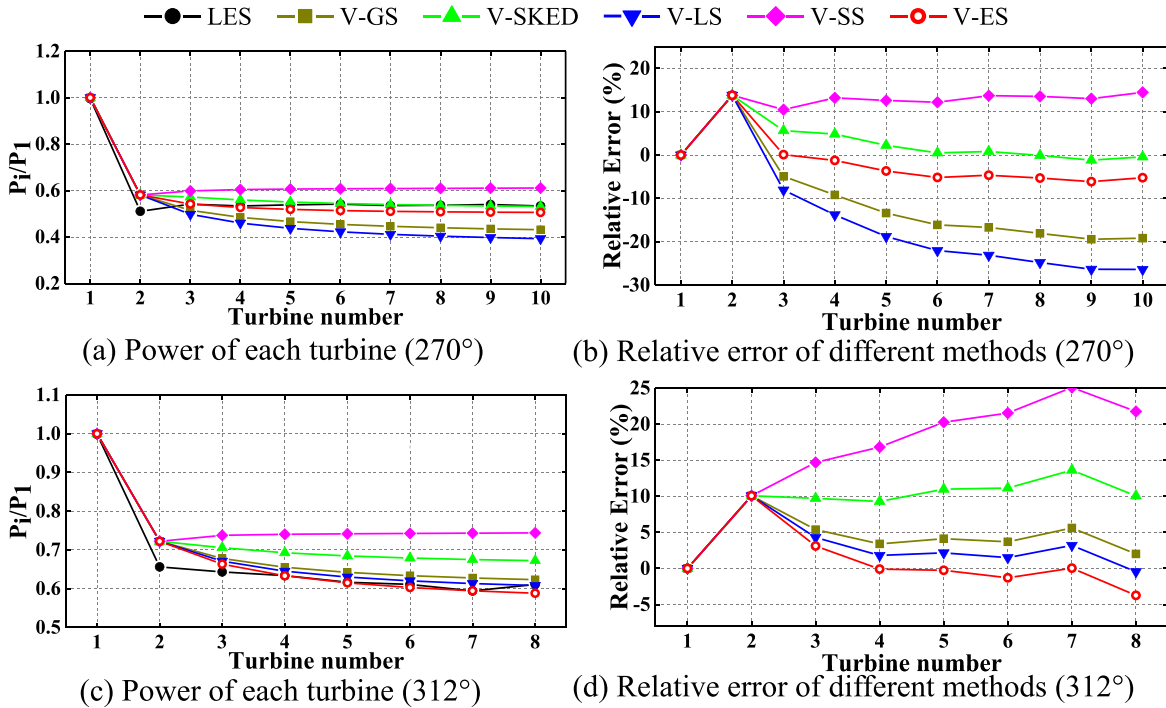 LES V-GS V-SKED V-LS V-SS V-ES
Pi/P1
1.2
1.0
0.8
0.6
0.4
0.2
1 2 3 4 5 6 7 8 9 10
Turbine number
(a) Power of each turbine (270°)
Relative Error (%)
20
10
0
-10
-20
-30
1 2 3 4 5 6 7 8 9 10
Turbine number
(b) Relative error of different methods (270°)
Pi/P1
1.1
1.0
0.9
0.8
0.7
0.6
0.5
1 2 3 4 5 6 7 8
Turbine number
(c) Power of each turbine (312°)
Relative Error (%)
25
20
15
10
5
0
-5
1 2 3 4 5 6 7 8
Turbine number
(d) Relative error of different methods (312°)